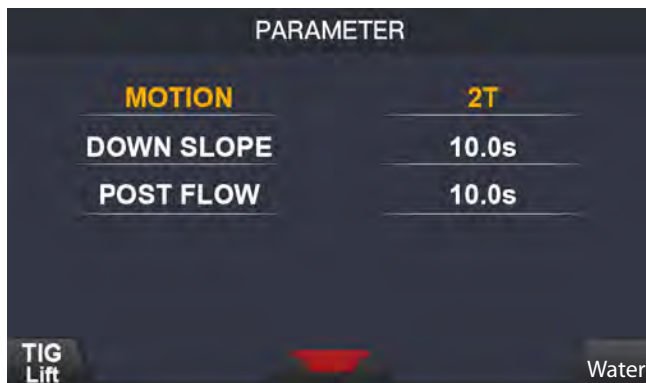 PARAMETER
MOTION 2T
DOWN SLOPE 10.0s
POST FLOW 10.0s
TIG
Lift
Water